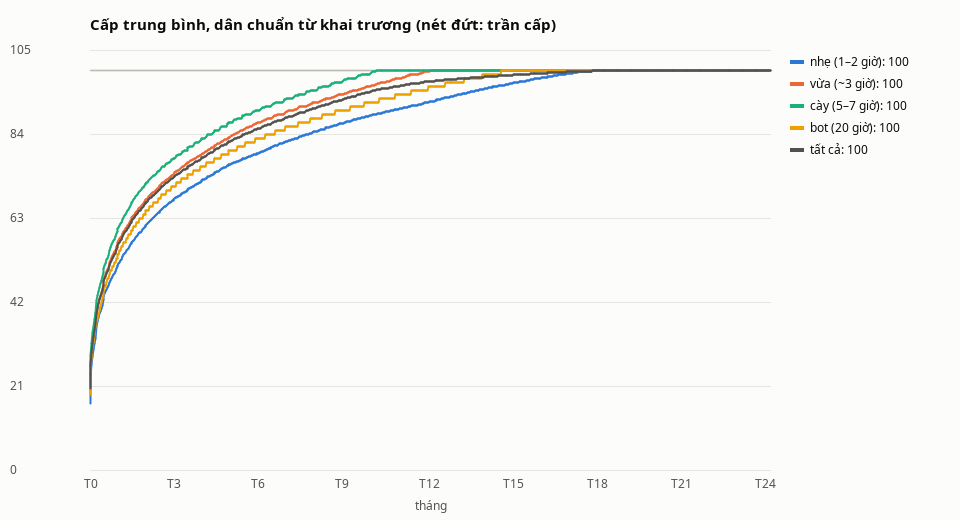 Cấp trung bình, dân chuẩn từ khai trương (nét đứt: trần cấp)
105
84
63
42
21
0
T0 T3 T6 T9 T12 T15 T18 T21 T24
tháng
nhẹ (1–2 giờ): 100
vừa (~3 giờ): 100
cày (5–7 giờ): 100
bot (20 giờ): 100
tất cả: 100